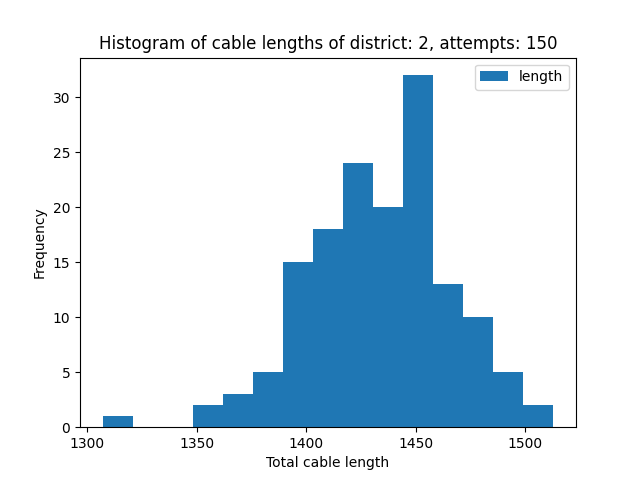 Histogram of cable lengths of district: 2, attempts: 150
length
30
25
20
15
10
5
0
Frequency
1300 1350 1400 1450 1500
Total cable length